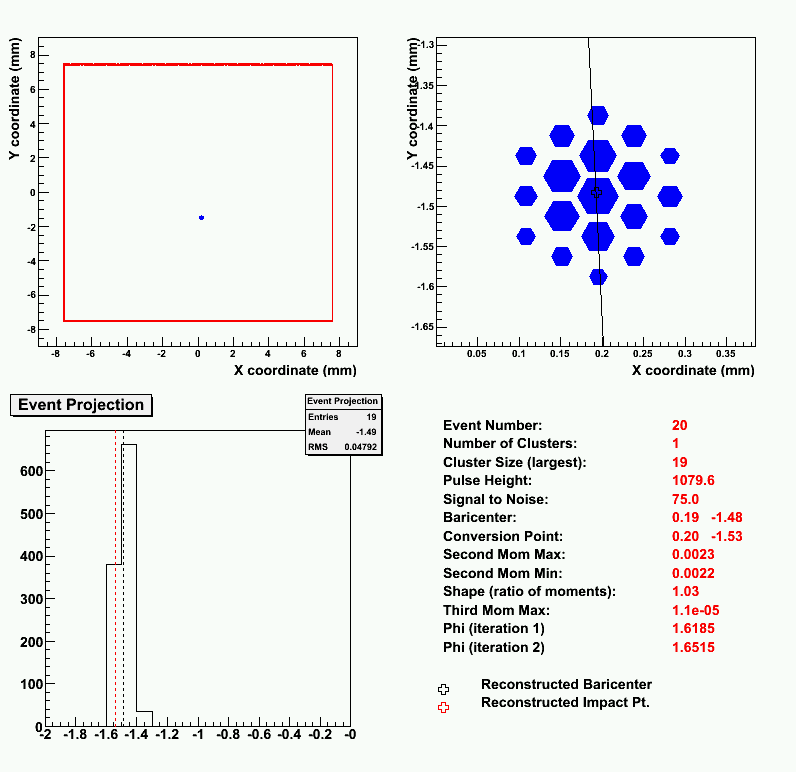 Y coordinate (mm)
8
6
4
2
0
-2
-4
-6
-8
-8 -6 -4 -2 0 2 4 6 8
X coordinate (mm)
Y coordinate (mm)
-1.3
-1.35
-1.4
-1.45
-1.5
-1.55
-1.6
-1.65
0.05 0.1 0.15 0.2 0.25 0.3 0.35
X coordinate (mm)
Event Projection
Event Projection
Entries 19
Mean -1.49
RMS 0.04792
600
500
400
300
200
100
0
-2 -1.8 -1.6 -1.4 -1.2 -1 -0.8 -0.6 -0.4 -0.2 -0
Event Number: 20
Number of Clusters: 1
Cluster Size (largest): 19
Pulse Height: 1079.6
Signal to Noise: 75.0
Baricenter: 0.19 -1.48
Conversion Point: 0.20 -1.53
Second Mom Max: 0.0023
Second Mom Min: 0.0022
Shape (ratio of moments): 1.03
Third Mom Max: 1.1e-05
Phi (iteration 1) 1.6185
Phi (iteration 2) 1.6515
Reconstructed Baricenter
Reconstructed Impact Pt.